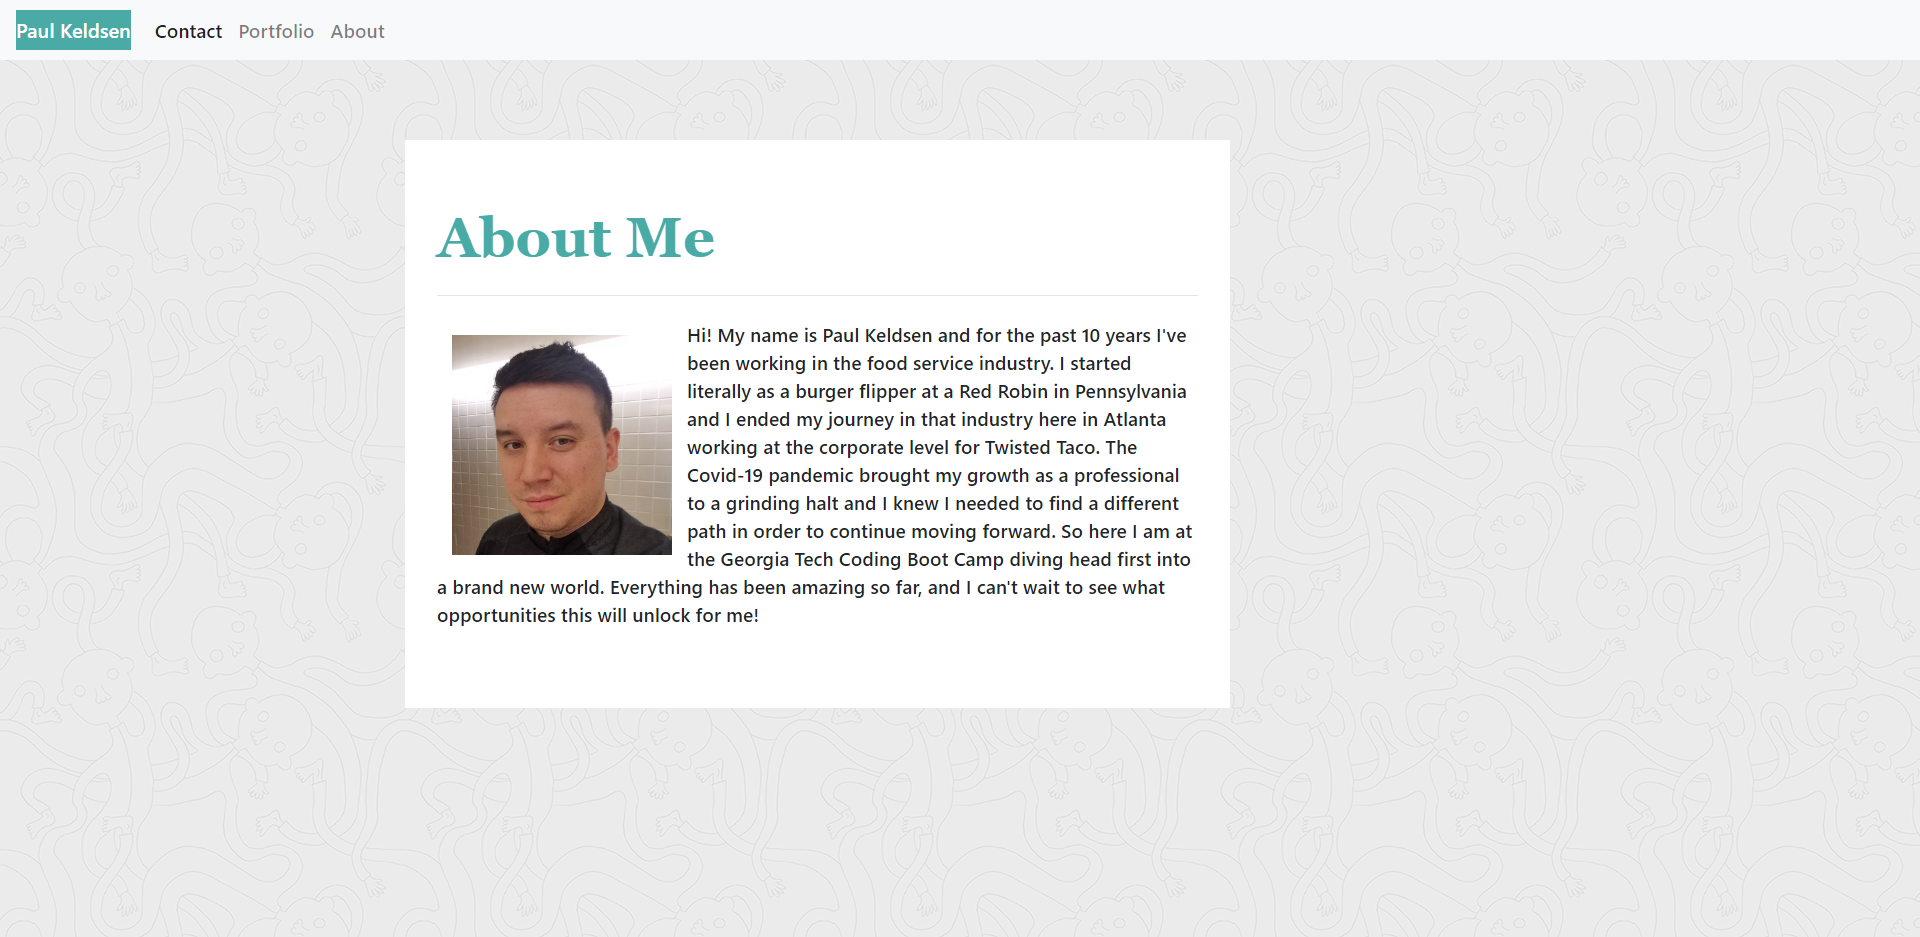 Paul Keldsen Contact Portfolio About
About Me
Hi! My name is Paul Keldsen and for the past 10 years I've
been working in the food service industry. I started
literally as a burger flipper at a Red Robin in Pennsylvania
and I ended my journey in that industry here in Atlanta
working at the corporate level for Twisted Taco. The
Covid-19 pandemic brought my growth as a professional
to a grinding halt and I knew I needed to find a different
path in order to continue moving forward. So here I am at
the Georgia Tech Coding Boot Camp diving head first into
a brand new world. Everything has been amazing so far, and I can't wait to see what
opportunities this will unlock for me!